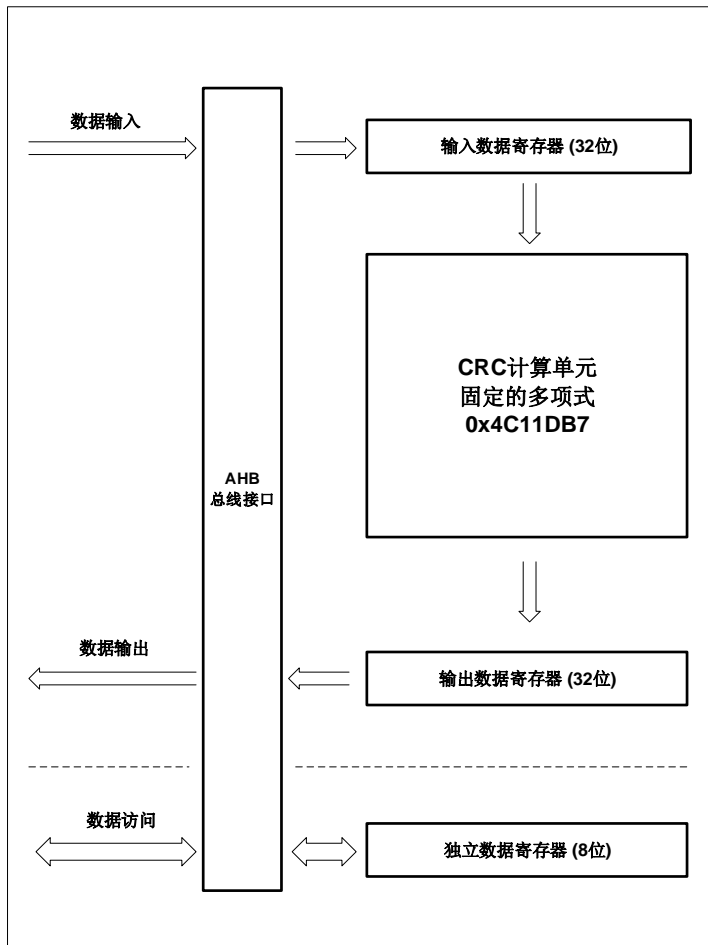 数据输入
输入数据寄存器 (32位)
CRC计算单元
固定的多项式
0x4C11DB7
AHB
总线接口
数据输出
输出数据寄存器 (32位)
数据访问
独立数据寄存器 (8位)